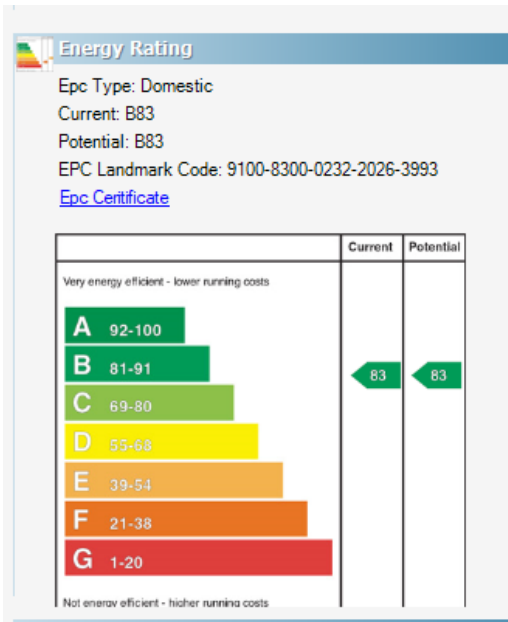 Energy Rating
Epc Type: Domestic
Current: B83
Potential: B83
EPC Landmark Code: 9100-8300-0232-2026-3993
Epc Ceritificate
Current Potential
Very energy efficient - lower running costs
A 92-100
B 81-91 83 83
C 69-80
D 55-68
E 39-54
F 21-38
G 1-20
Not energy efficient - higher running costs